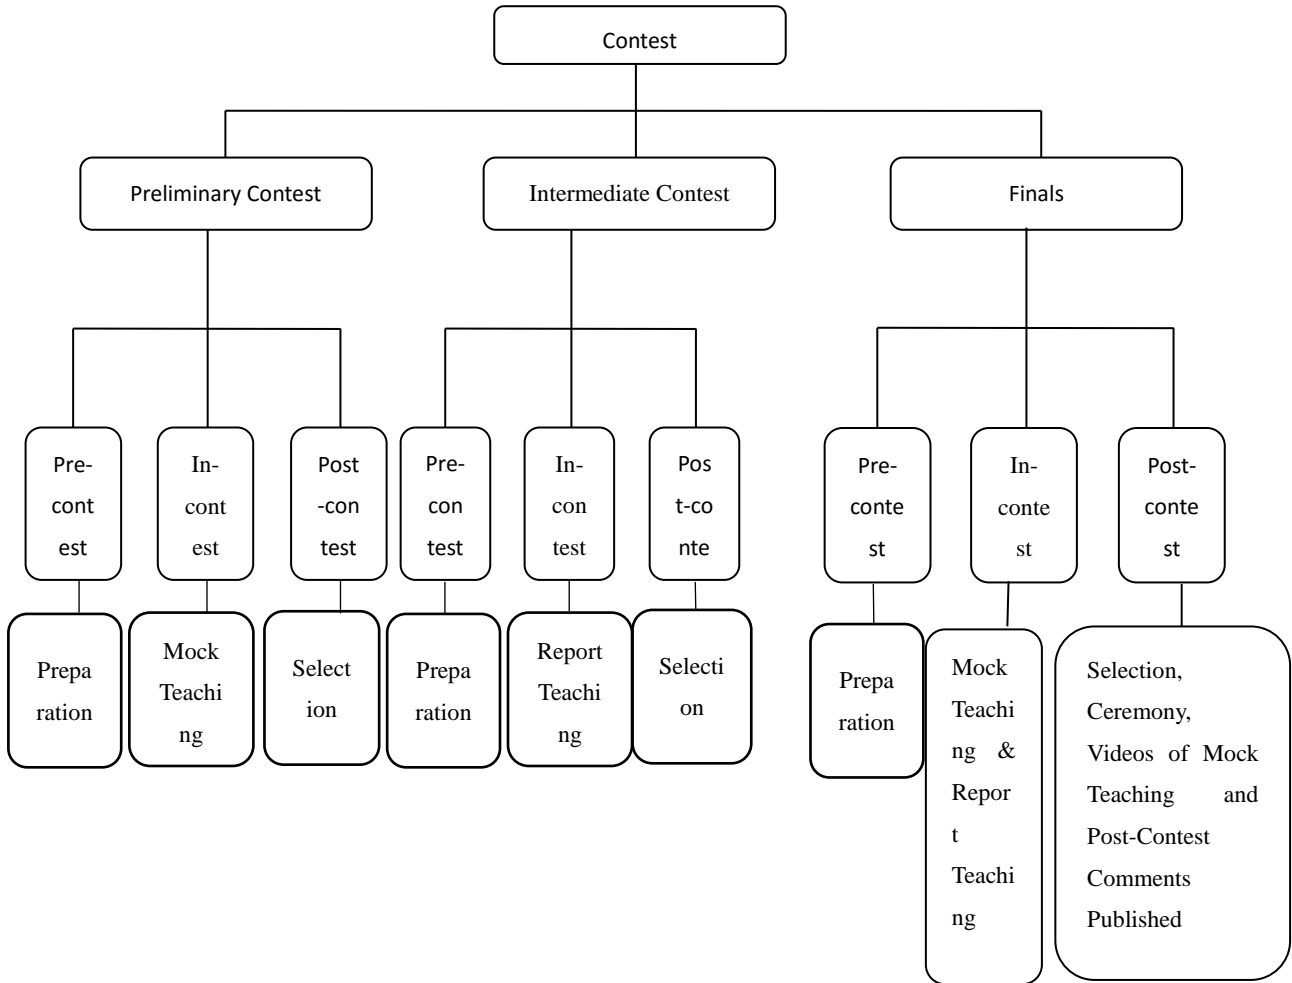 Contest
Preliminary Contest
Intermediate Contest
Finals
Pre-
cont
est
In-
cont
est
Post
-con
test
Pre-
con
test
In-
con
test
Pos
t-co
nte
Pre-
conte
st
In-
conte
st
Post-
conte
st
Prepa
ration
Mock
Teachi
ng
Select
ion
Prepa
ration
Report
Teachi
ng
Selecti
on
Prepa
ration
Mock
Teachi
ng &
Repor
t
Teachi
ng
Selection,
Ceremony,
Videos of Mock
Teaching and
Post-Contest
Comments
Published